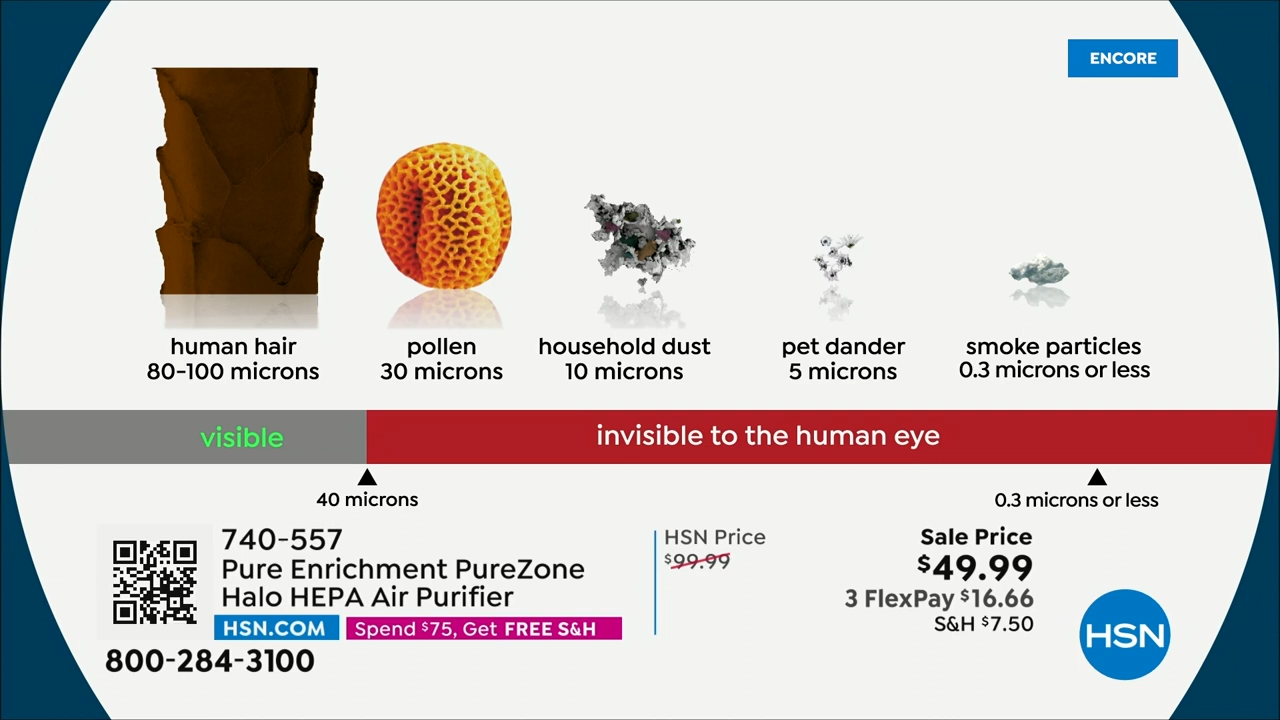 ENCORE
human hair
80-100 microns
pollen
30 microns
household dust
10 microns
pet dander
5 microns
smoke particles
0.3 microns or less
visible
invisible to the human eye
40 microns
0.3 microns or less
740-557
Pure Enrichment PureZone
Halo HEPA Air Purifier
HSN.COM
Spend $75, Get FREE S&H
800-284-3100
HSN Price
$99.99
Sale Price
$49.99
3 FlexPay $16.66
S&H $7.50
HSN